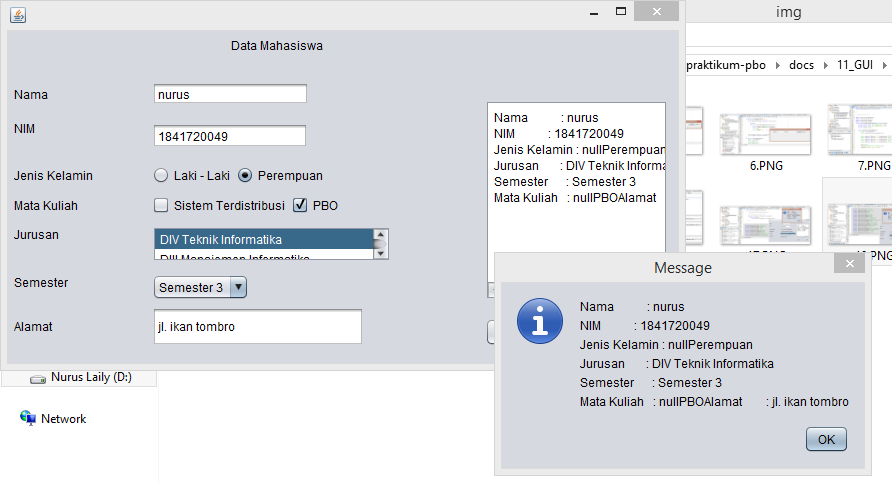 img
Data Mahasiswa
praktikum-pbo
docs
11_GUI
Nama
nurus
NIM
1841720049
Jenis Kelamin
Laki - Laki
Perempuan
Mata Kuliah
Sistem Terdistribusi
PBO
Jurusan
DIV Teknik Informatika
DIII Manajemen Informatika
Semester
Semester 3
Alamat
jl. ikan tombro
Nama : nurus
NIM : 1841720049
Jenis Kelamin : nullPerempuan
Jurusan : DIV Teknik Informa
Semester : Semester 3
Mata Kuliah : nullPBOAlamat
6.PNG
7.PNG
Message
Nama : nurus
NIM : 1841720049
Jenis Kelamin : nullPerempuan
Jurusan : DIV Teknik Informatika
Semester : Semester 3
Mata Kuliah : nullPBOAlamat : jl. ikan tombro
OK
Nurus Laily (D:)
Network